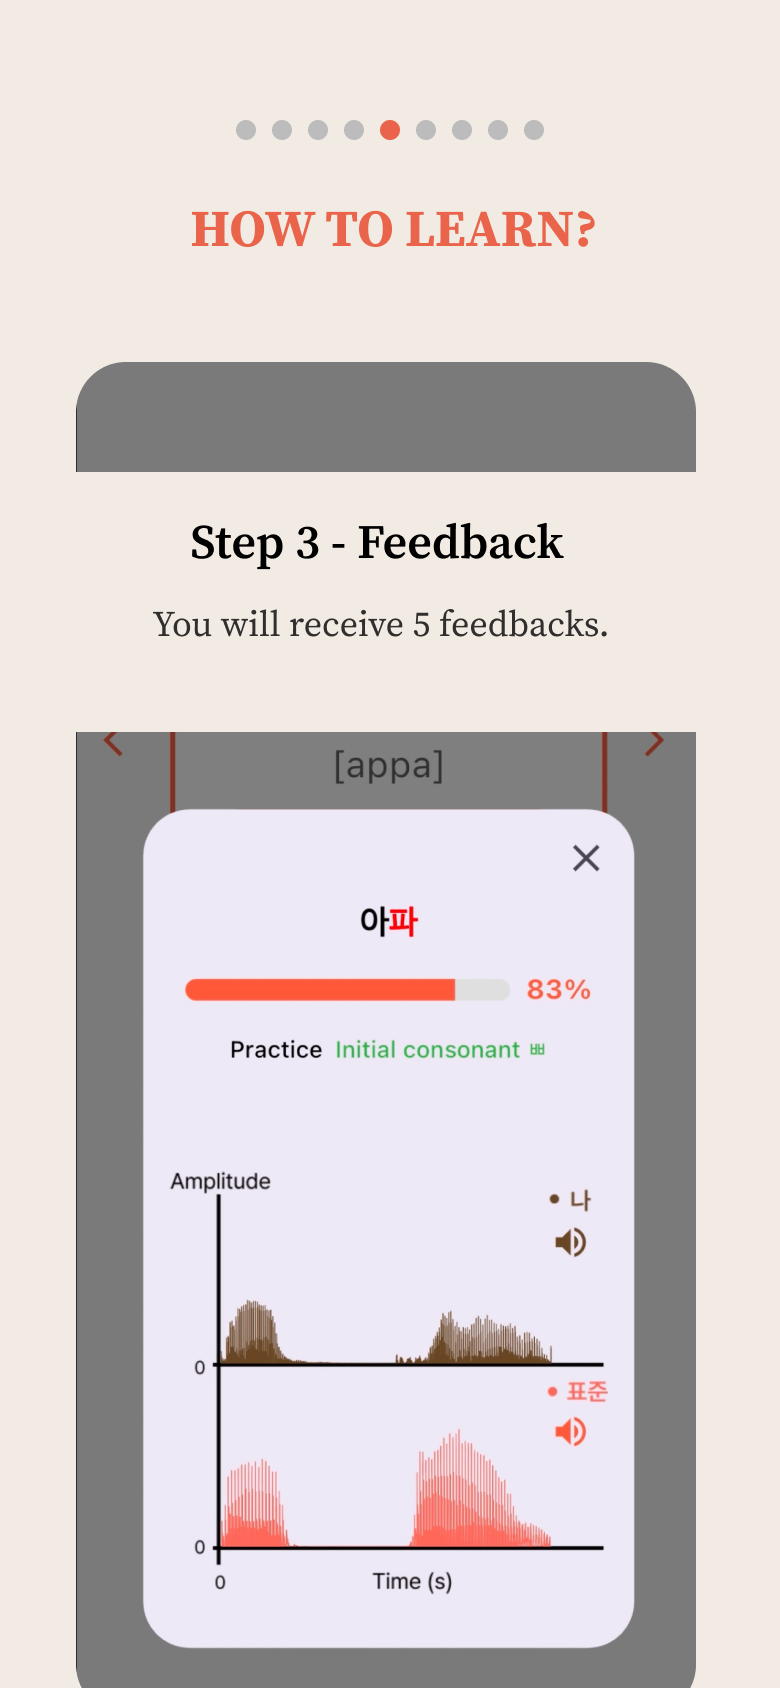 HOW TO LEARN?
Step 3 - Feedback
You will receive 5 feedbacks.
[appa]
아파
83%
Practice Initial consonant ㅃ
Amplitude
나
0
표준
0
0
Time (s)